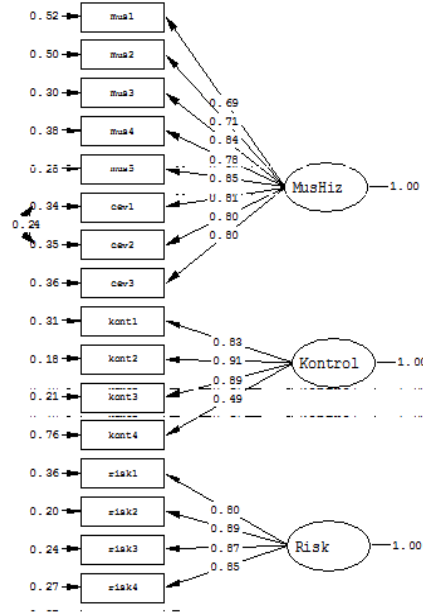 0.52 mus1
0.50 mus2 0.69
0.30 mus3 0.71
0.84
0.38 mus4 0.78
mus5 0.85 MusHiz 1.00
0.34 cev1 0.81
0.24
0.35 cev2 0.80
0.36 cev3 0.80
0.31 kont1
0.83
0.18 kont2 0.91 Kontrol 1.00
0.21 kont3 0.89
0.49
0.76 kont4
0.36 risk1
0.80
0.20 risk2 0.89
0.24 risk3 0.87 Risk 1.00
0.85
0.27 risk4